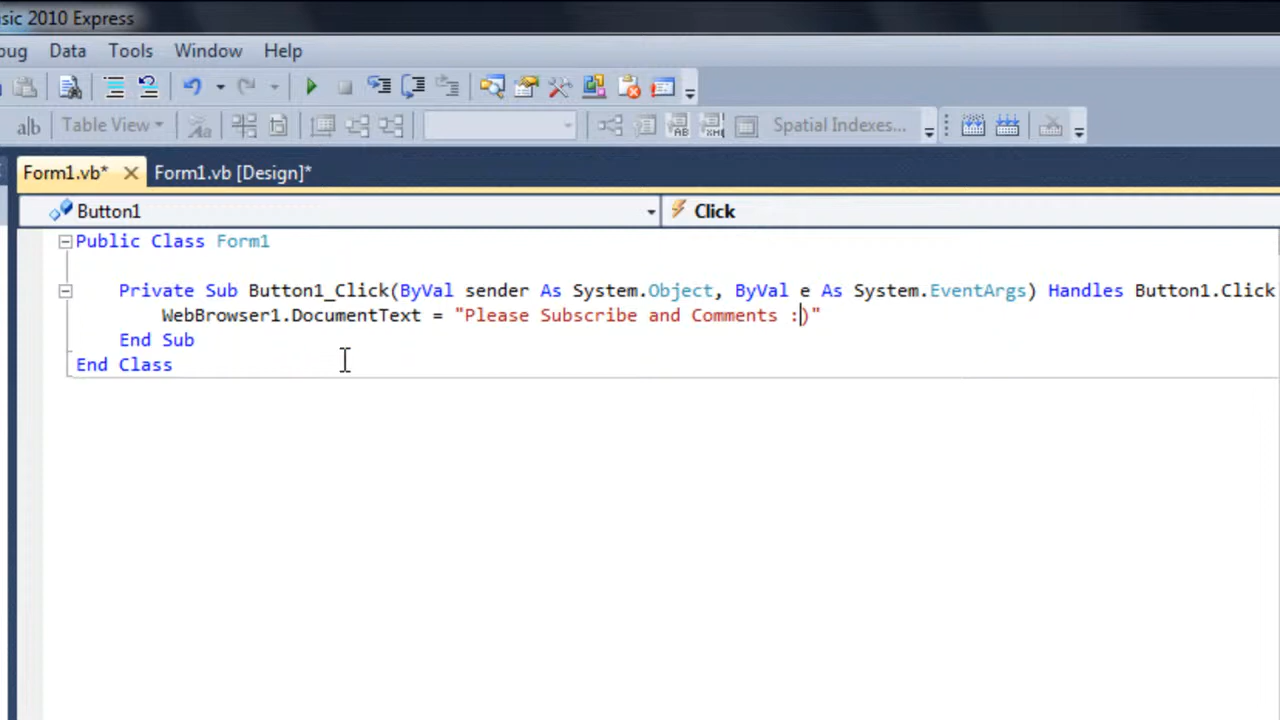 sic 2010 Express
bug Data Tools Window Help
a|b Table View Spatial Indexes...
Form1.vb* Form1.vb [Design]*
Button1 Click
Public Class Form1
Private Sub Button1_Click(ByVal sender As System.Object, ByVal e As System.EventArgs) Handles Button1.Click
WebBrowser1.DocumentText = "Please Subscribe and Comments :)"
End Sub
End Class